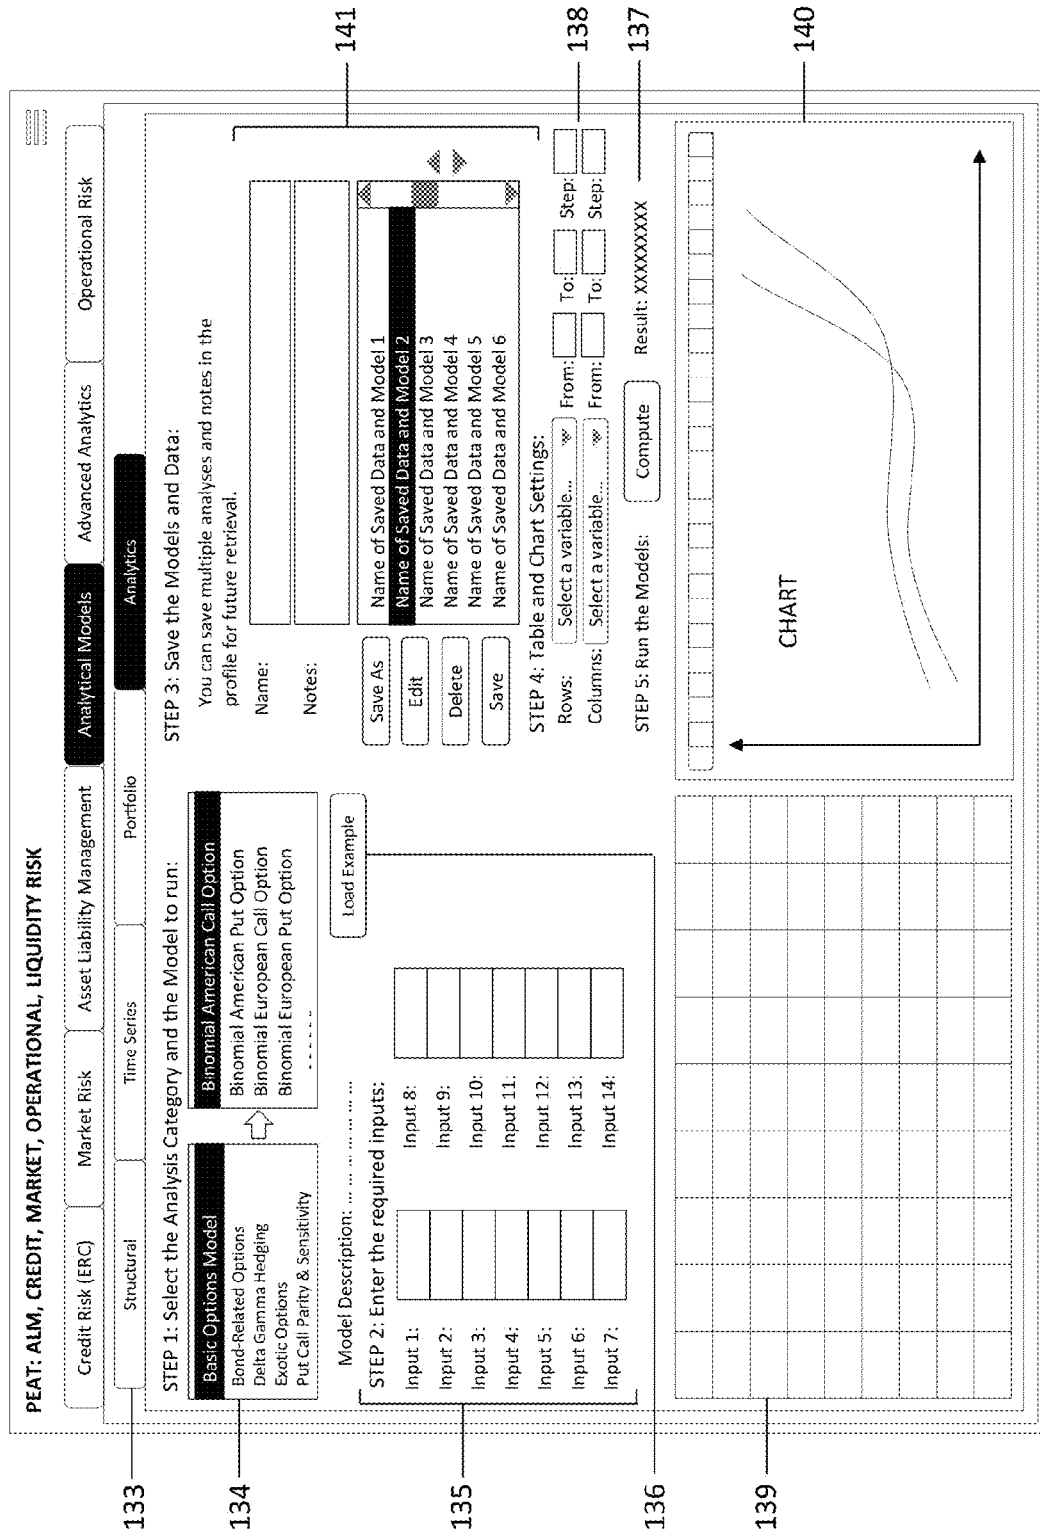 PEAT: ALM, CREDIT, MARKET, OPERATIONAL, LIQUIDITY RISK
Credit Risk (ERC)
Market Risk
Asset Liability Management
Analytical Models
Advanced Analytics
Operational Risk
Structural
Time Series
Portfolio
Analytics
STEP 1: Select the Analysis Category and the Model to run:
Basic Options Model
Bond-Related Options
Delta Gamma Hedging
Exotic Options
Put Call Parity & Sensitivity
Binomial American Call Option
Binomial American Put Option
Binomial European Call Option
Binomial European Put Option
Model Description: ... ... ... ... ... ... ... ...
Load Example
STEP 2: Enter the required inputs:
Input 1:
Input 2:
Input 3:
Input 4:
Input 5:
Input 6:
Input 7:
Input 8:
Input 9:
Input 10:
Input 11:
Input 12:
Input 13:
Input 14:
STEP 3: Save the Models and Data:
You can save multiple analyses and notes in the
profile for future retrieval.
Name:
Notes:
Save As
Edit
Delete
Save
Name of Saved Data and Model 1
Name of Saved Data and Model 2
Name of Saved Data and Model 3
Name of Saved Data and Model 4
Name of Saved Data and Model 5
Name of Saved Data and Model 6
STEP 4: Table and Chart Settings:
Rows: Select a variable... From: To: Step:
Columns: Select a variable... From: To: Step:
STEP 5: Run the Models: Compute Result: XXXXXXXXX
CHART
133
134
135
136
139
141
138
137
140